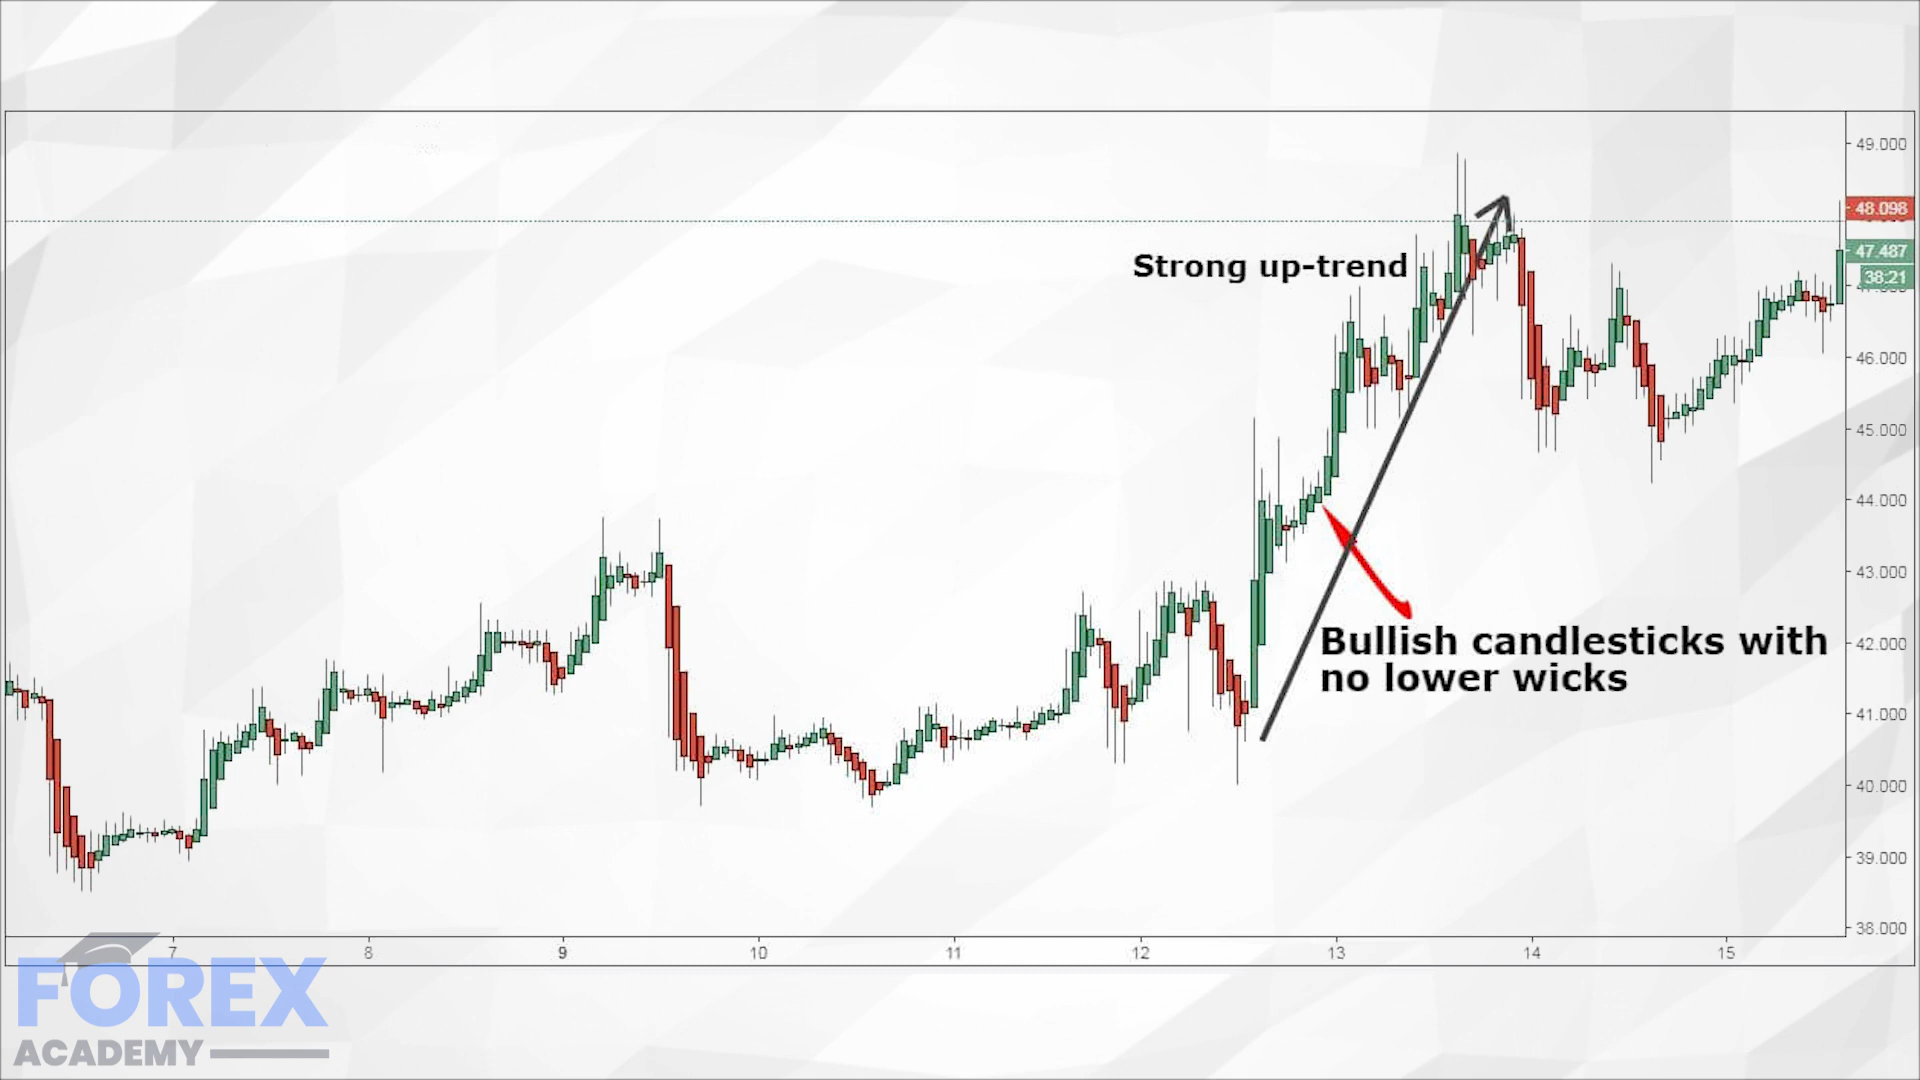 49.000
48.098
47.487
38:21
Strong up-trend
46.000
45.000
44.000
43.000
Bullish candlesticks with
no lower wicks
42.000
41.000
40.000
39.000
38.000
7 8 9 10 11 12 13 14 15
FOREX
ACADEMY